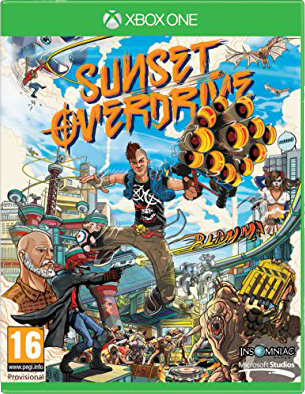 XBOX ONE
SUNSET
OVERDRIVE
16
www.pegi.info
Provisional
INSOMNIAC
Microsoft Studios